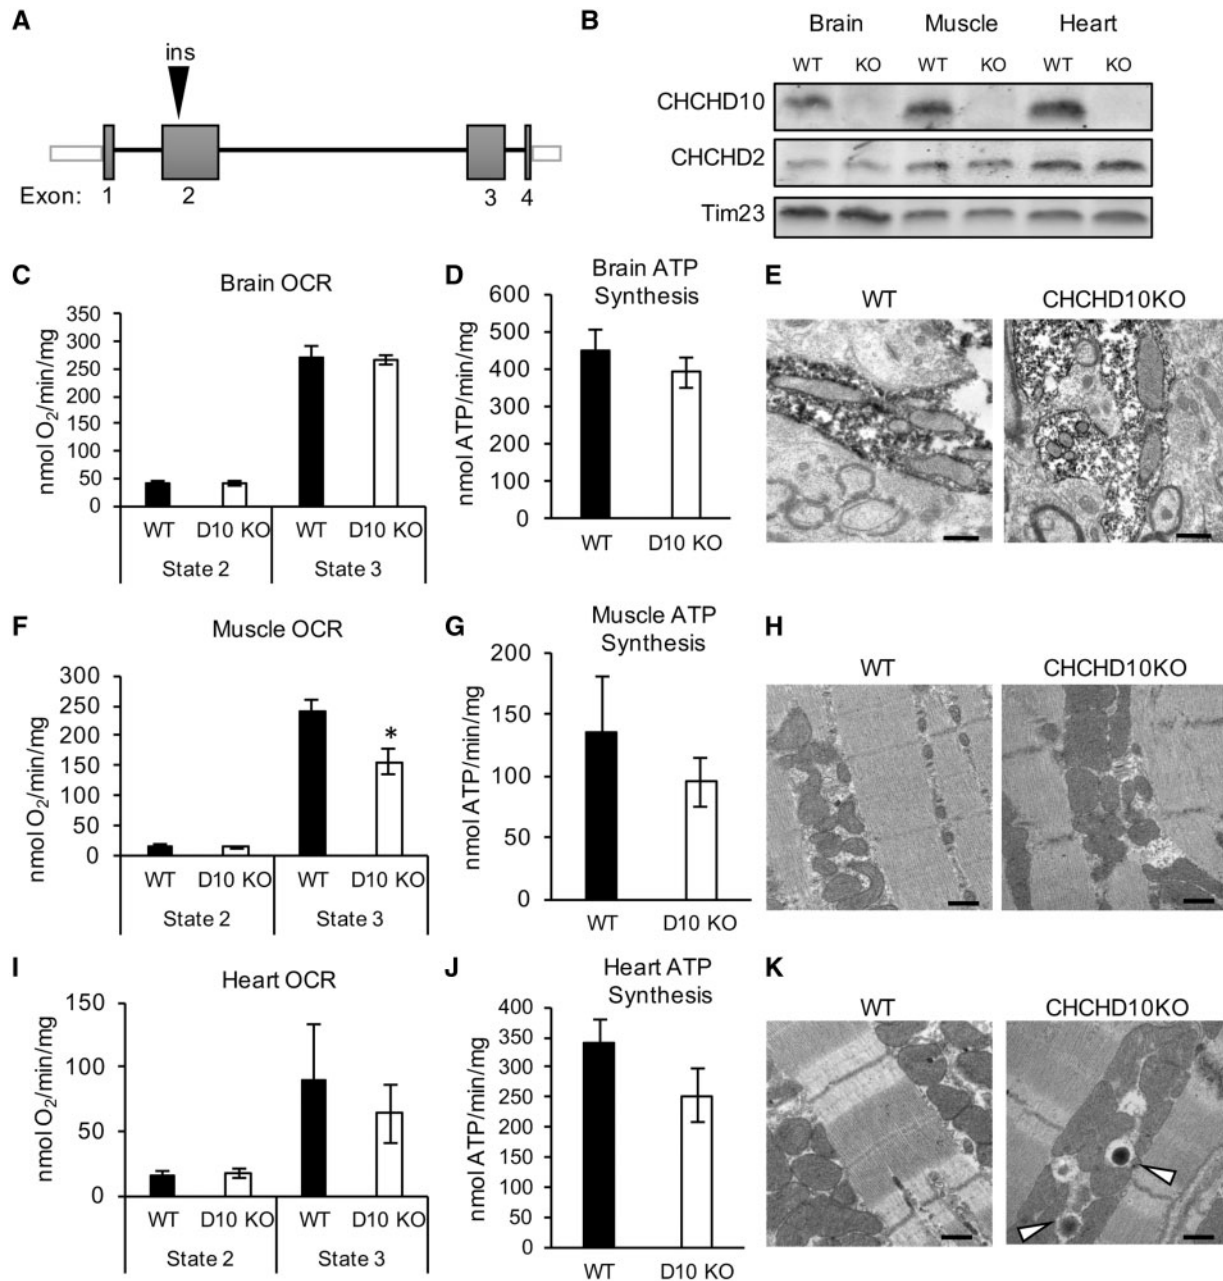 A
ins
Exon: 1 2 3 4
B
Brain Muscle Heart
WT KO WT KO WT KO
CHCHD10
CHCHD2
Tim23
C
Brain OCR
nmol O₂/min/mg
350
300
250
200
150
100
50
0
WT D10 KO WT D10 KO
State 2 State 3
D
Brain ATP
Synthesis
nmol ATP/min/mg
600
500
400
300
200
100
0
WT D10 KO
E
WT CHCHD10KO
F
Muscle OCR
nmol O₂/min/mg
300
250
200
150
100
50
0
*
WT D10 KO WT D10 KO
State 2 State 3
G
Muscle ATP
Synthesis
nmol ATP/min/mg
200
150
100
50
0
WT D10 KO
H
WT CHCHD10KO
I
Heart OCR
nmol O₂/min/mg
150
100
50
0
WT D10 KO WT D10 KO
State 2 State 3
J
Heart ATP
Synthesis
nmol ATP/min/mg
400
350
300
250
200
150
100
50
0
WT D10 KO
K
WT CHCHD10KO